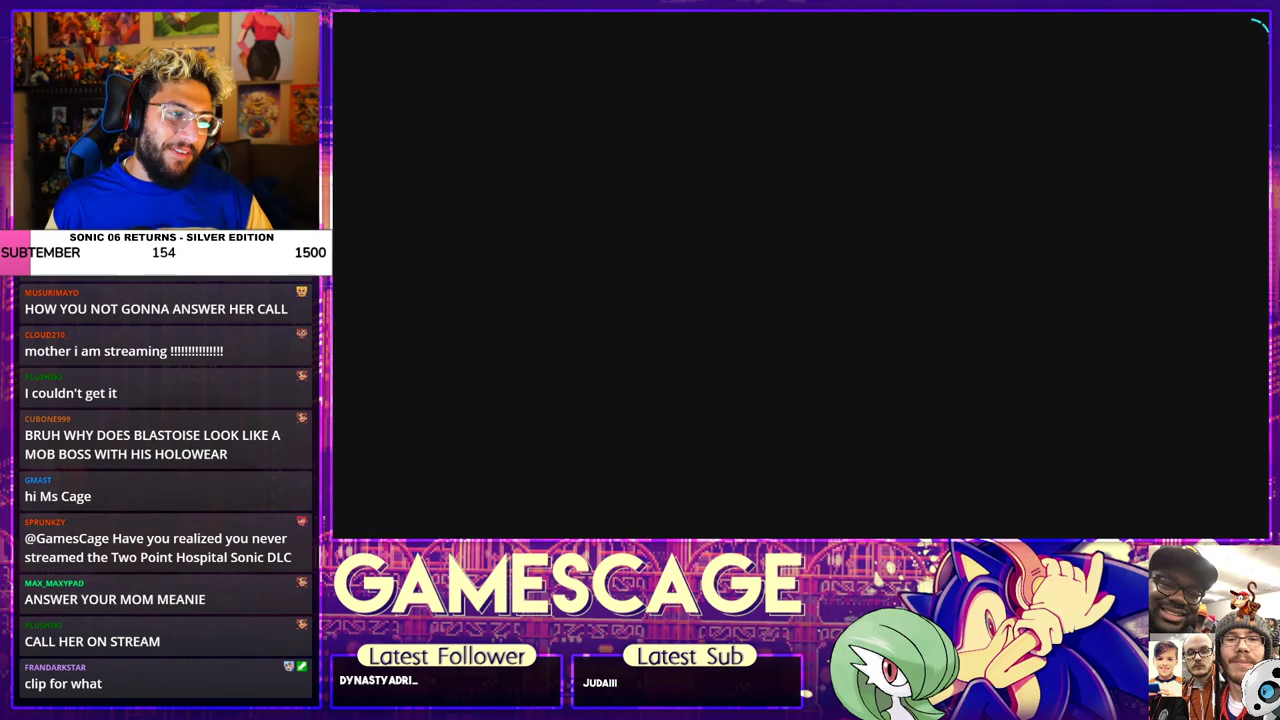 SONIC 06 RETURNS - SILVER EDITION
SUBTEMBER 154 1500
MUSURIMAYO
HOW YOU NOT GONNA ANSWER HER CALL
CLOUD210_
mother i am streaming !!!!!!!!!!!!!!!
PLUSHSKI
I couldn't get it
CUBONE999
BRUH WHY DOES BLASTOISE LOOK LIKE A
MOB BOSS WITH HIS HOLOWEAR
GMAST
hi Ms Cage
SPRUNKZY
@GamesCage Have you realized you never
streamed the Two Point Hospital Sonic DLC
MAX_MAXYPAD
ANSWER YOUR MOM MEANIE
PLUSHSKI
CALL HER ON STREAM
FRANDARKSTAR
clip for what
GAMESCAGE
Latest Follower
DYNASTYADRI_
Latest Sub
JUDAIII